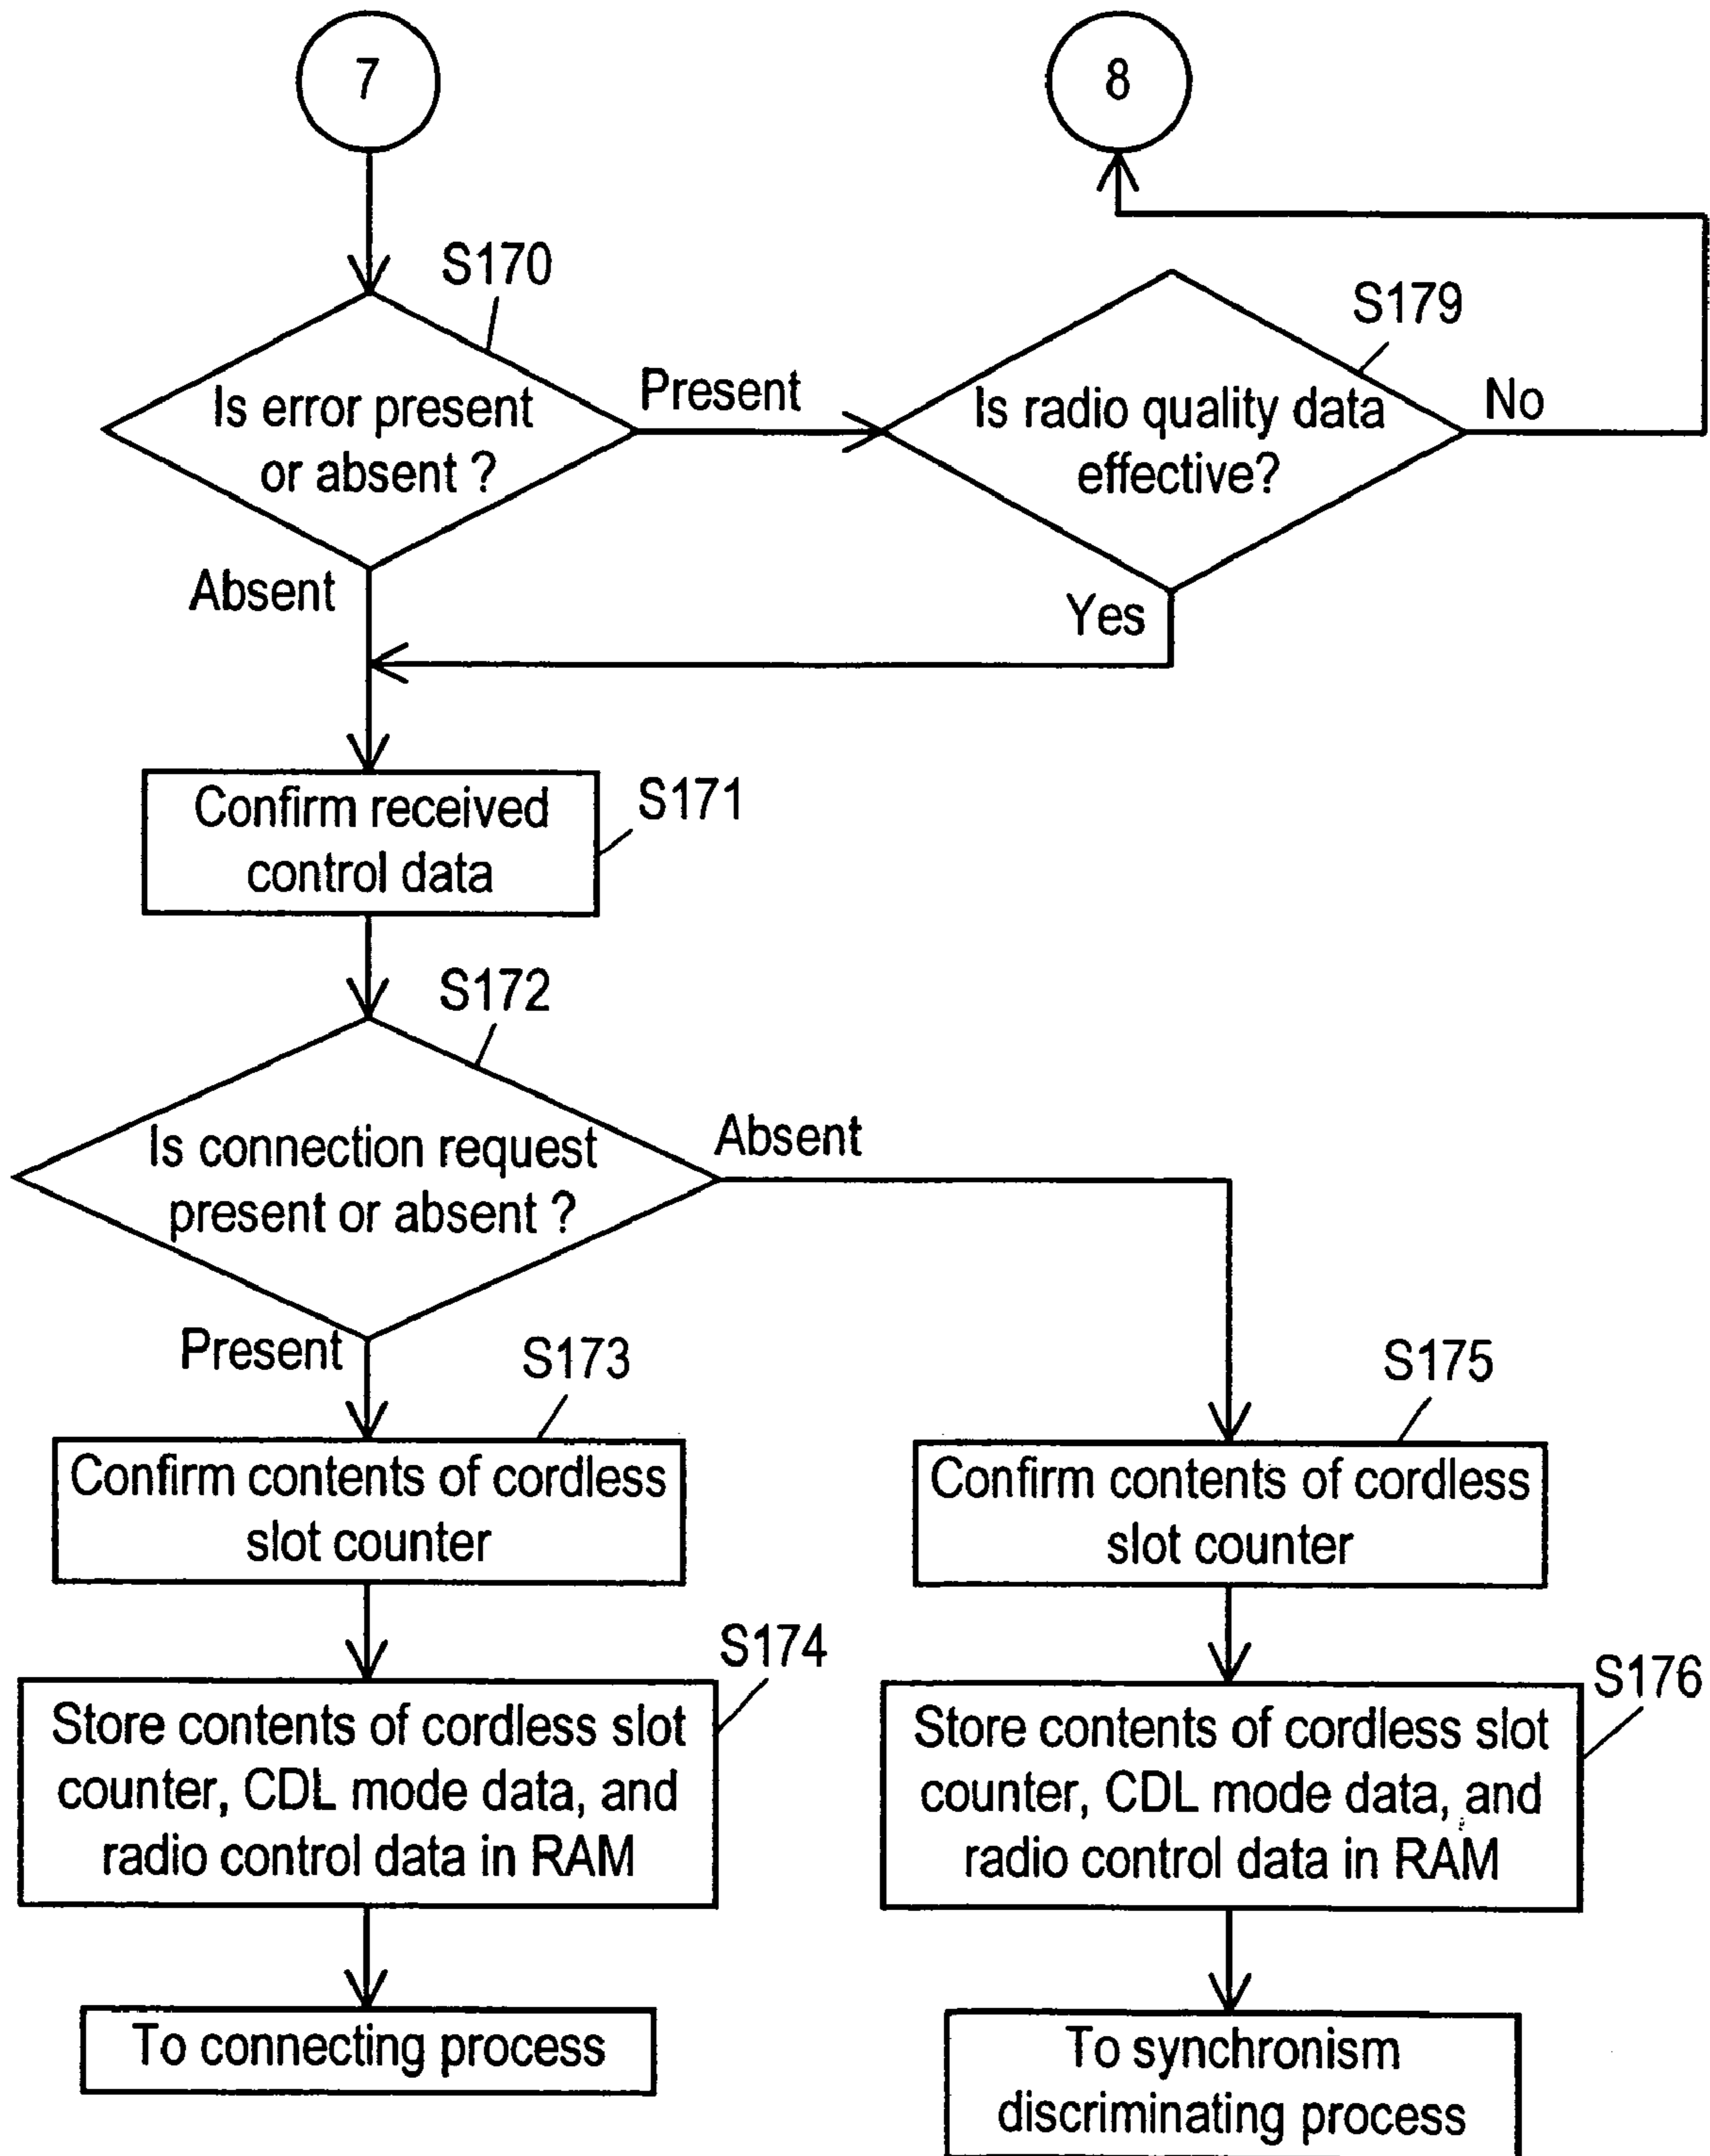 7
8
S170
S179
Is error present
or absent ?
Present
Is radio quality data
effective?
No
Absent
Yes
Confirm received
control data
S171
S172
Is connection request
present or absent ?
Absent
Present
S173
S175
Confirm contents of cordless
slot counter
Confirm contents of cordless
slot counter
S174
S176
Store contents of cordless slot
counter, CDL mode data, and
radio control data in RAM
Store contents of cordless slot
counter, CDL mode data, and
radio control data in RAM
To connecting process
To synchronism
discriminating process